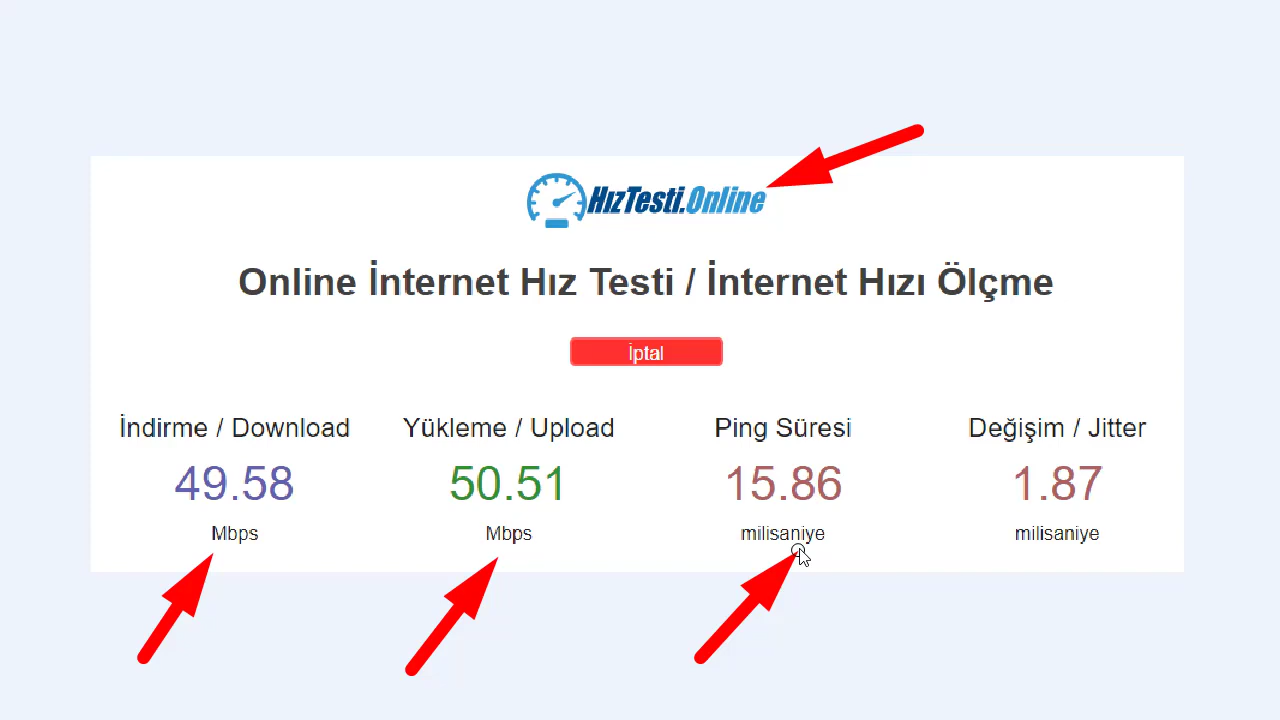 HızTesti.Online
Online İnternet Hız Testi / İnternet Hızı Ölçme
İptal
İndirme / Download
Yükleme / Upload
Ping Süresi
Değişim / Jitter
49.58
50.51
15.86
1.87
Mbps
Mbps
milisaniye
milisaniye